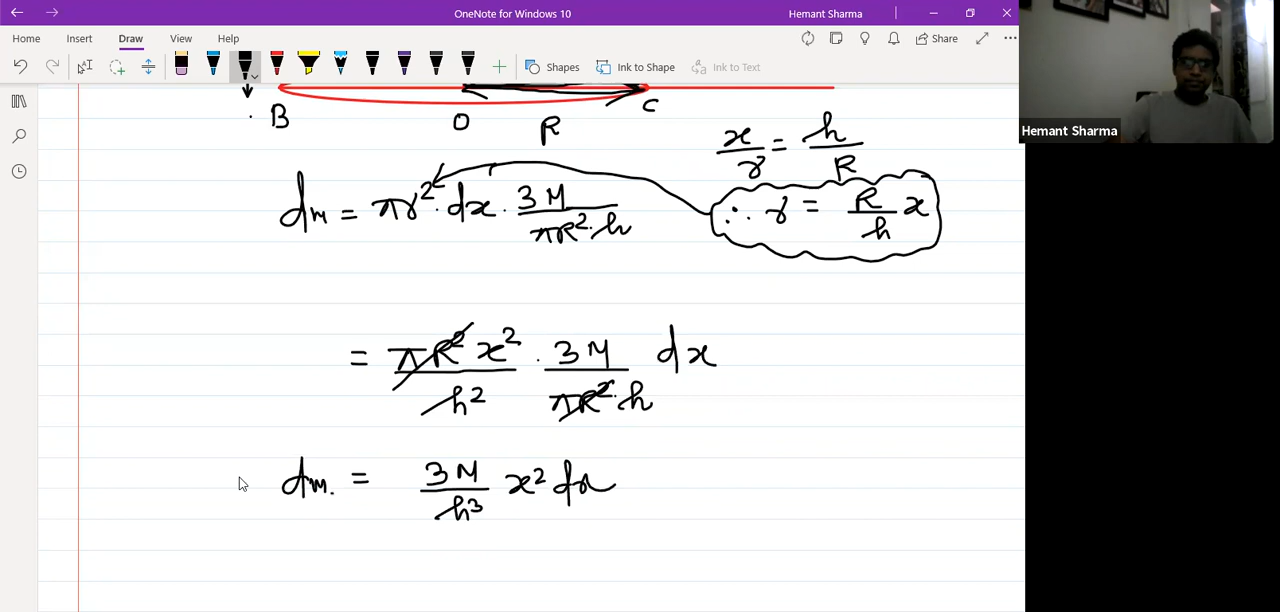 OneNote for Windows 10
Hemant Sharma
Home Insert Draw View Help
Share
Shapes Ink to Shape Ink to Text
Hemant Sharma
B O R C
x/r = h/R
dm = πr² · dx · 3M/πR²·h
∴ r = R/h x
= πR² x²/h² · 3M/πR²·h dx
dm. = 3M/h³ x² dx